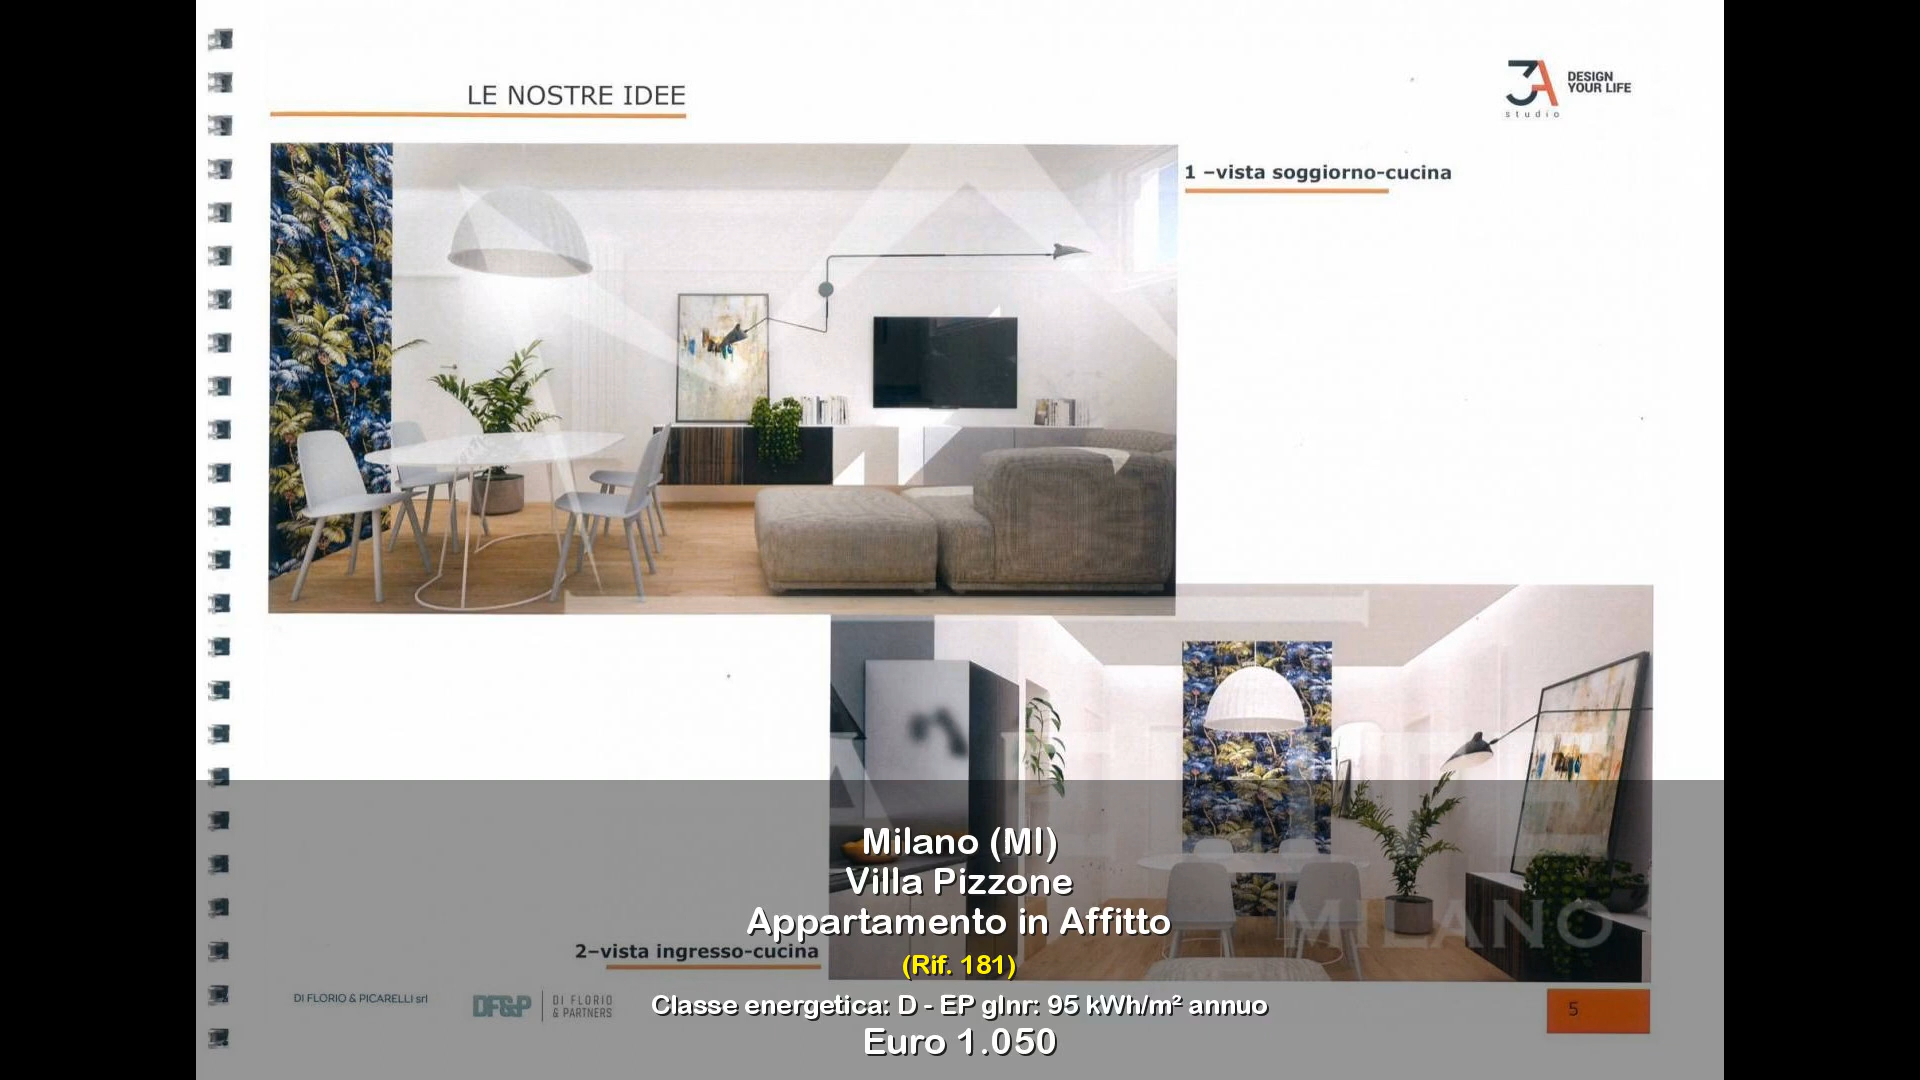 LE NOSTRE IDEE
3A
studio
DESIGN
YOUR LIFE
1 –vista soggiorno-cucina
MILANO
Milano (MI)
Villa Pizzone
Appartamento in Affitto
2–vista ingresso-cucina
(Rif. 181)
DI FLORIO & PICARELLI srl
DF&P
DI FLORIO
& PARTNERS
Classe energetica: D - EP glnr: 95 kWh/m² annuo
5
Euro 1.050